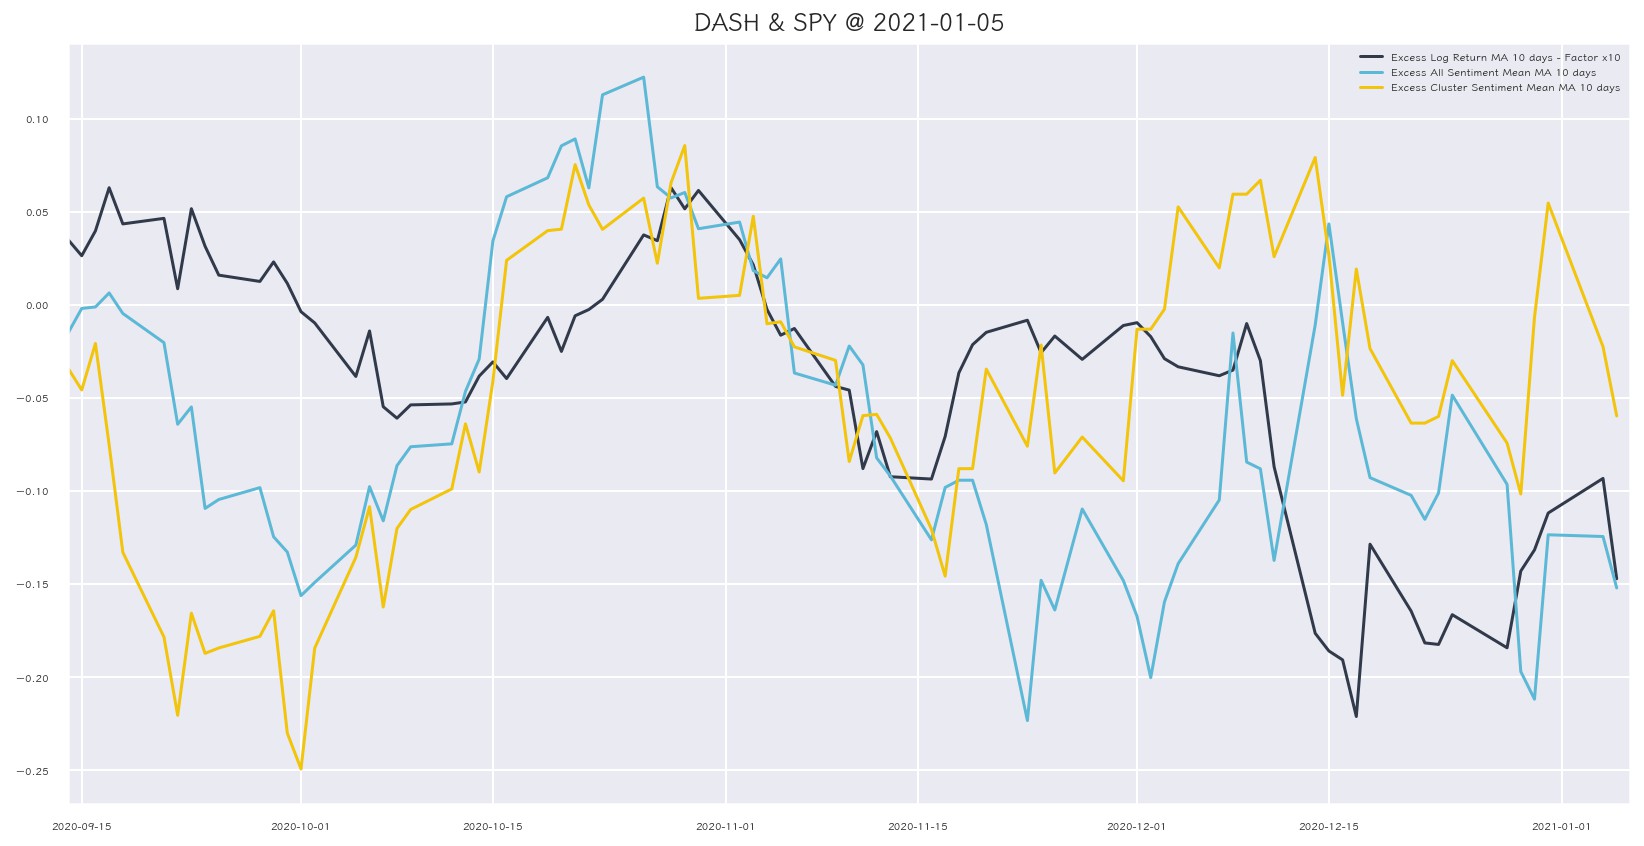 DASH & SPY @ 2021-01-05
Excess Log Return MA 10 days - Factor x10
Excess All Sentiment Mean MA 10 days
Excess Cluster Sentiment Mean MA 10 days
0.10
0.05
0.00
−0.05
−0.10
−0.15
−0.20
−0.25
2020-09-15 2020-10-01 2020-10-15 2020-11-01 2020-11-15 2020-12-01 2020-12-15 2021-01-01